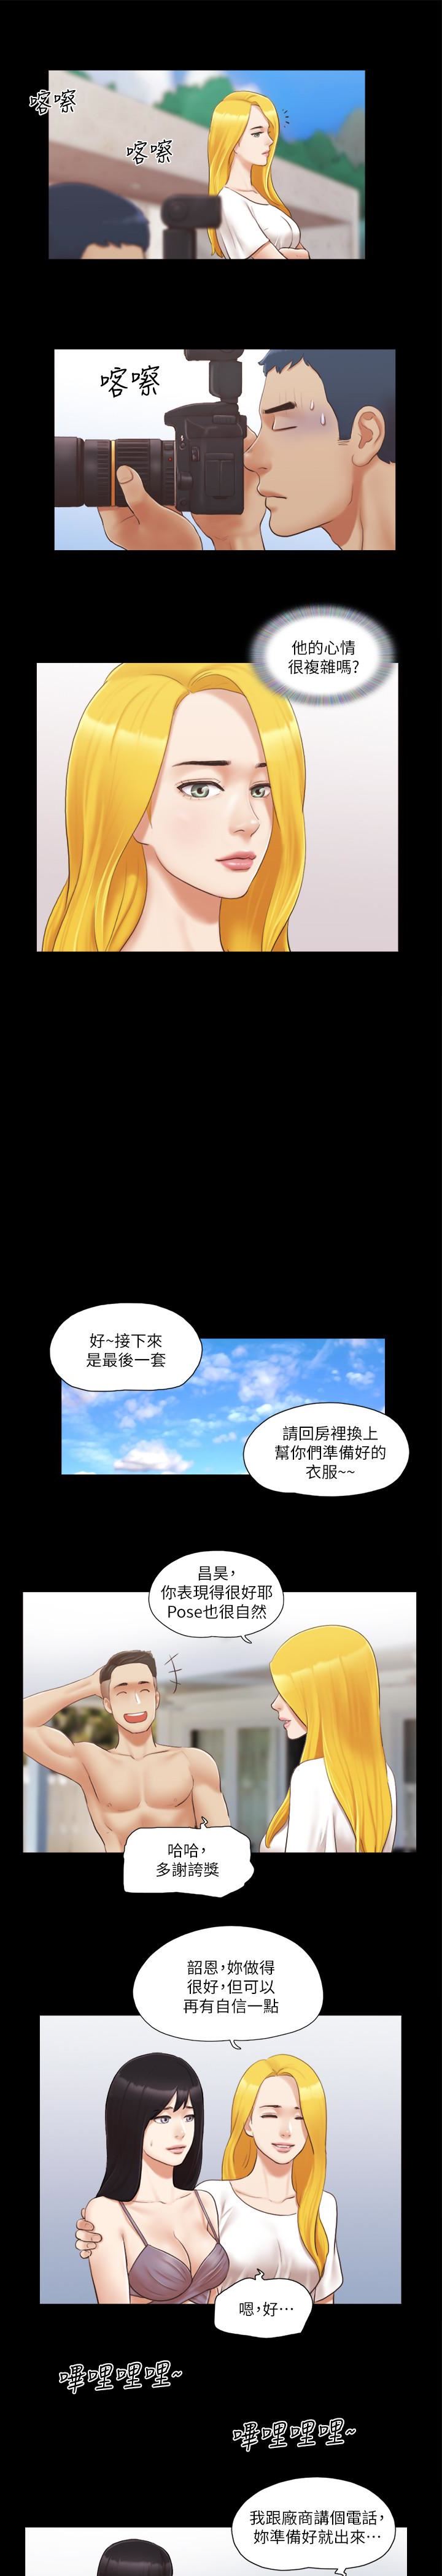 喀嚓
喀嚓
喀嚓
他的心情
很複雜嗎?
好~接下來
是最後一套
請回房裡換上
幫你們準備好的
衣服~~
昌昊,
你表現得很好耶
Pose也很自然
哈哈,
多謝誇獎
韶恩,妳做得
很好,但可以
再有自信一點
嗯,好…
嗶哩哩哩~
嗶哩哩哩~
我跟廠商講個電話,
妳準備好就出來…